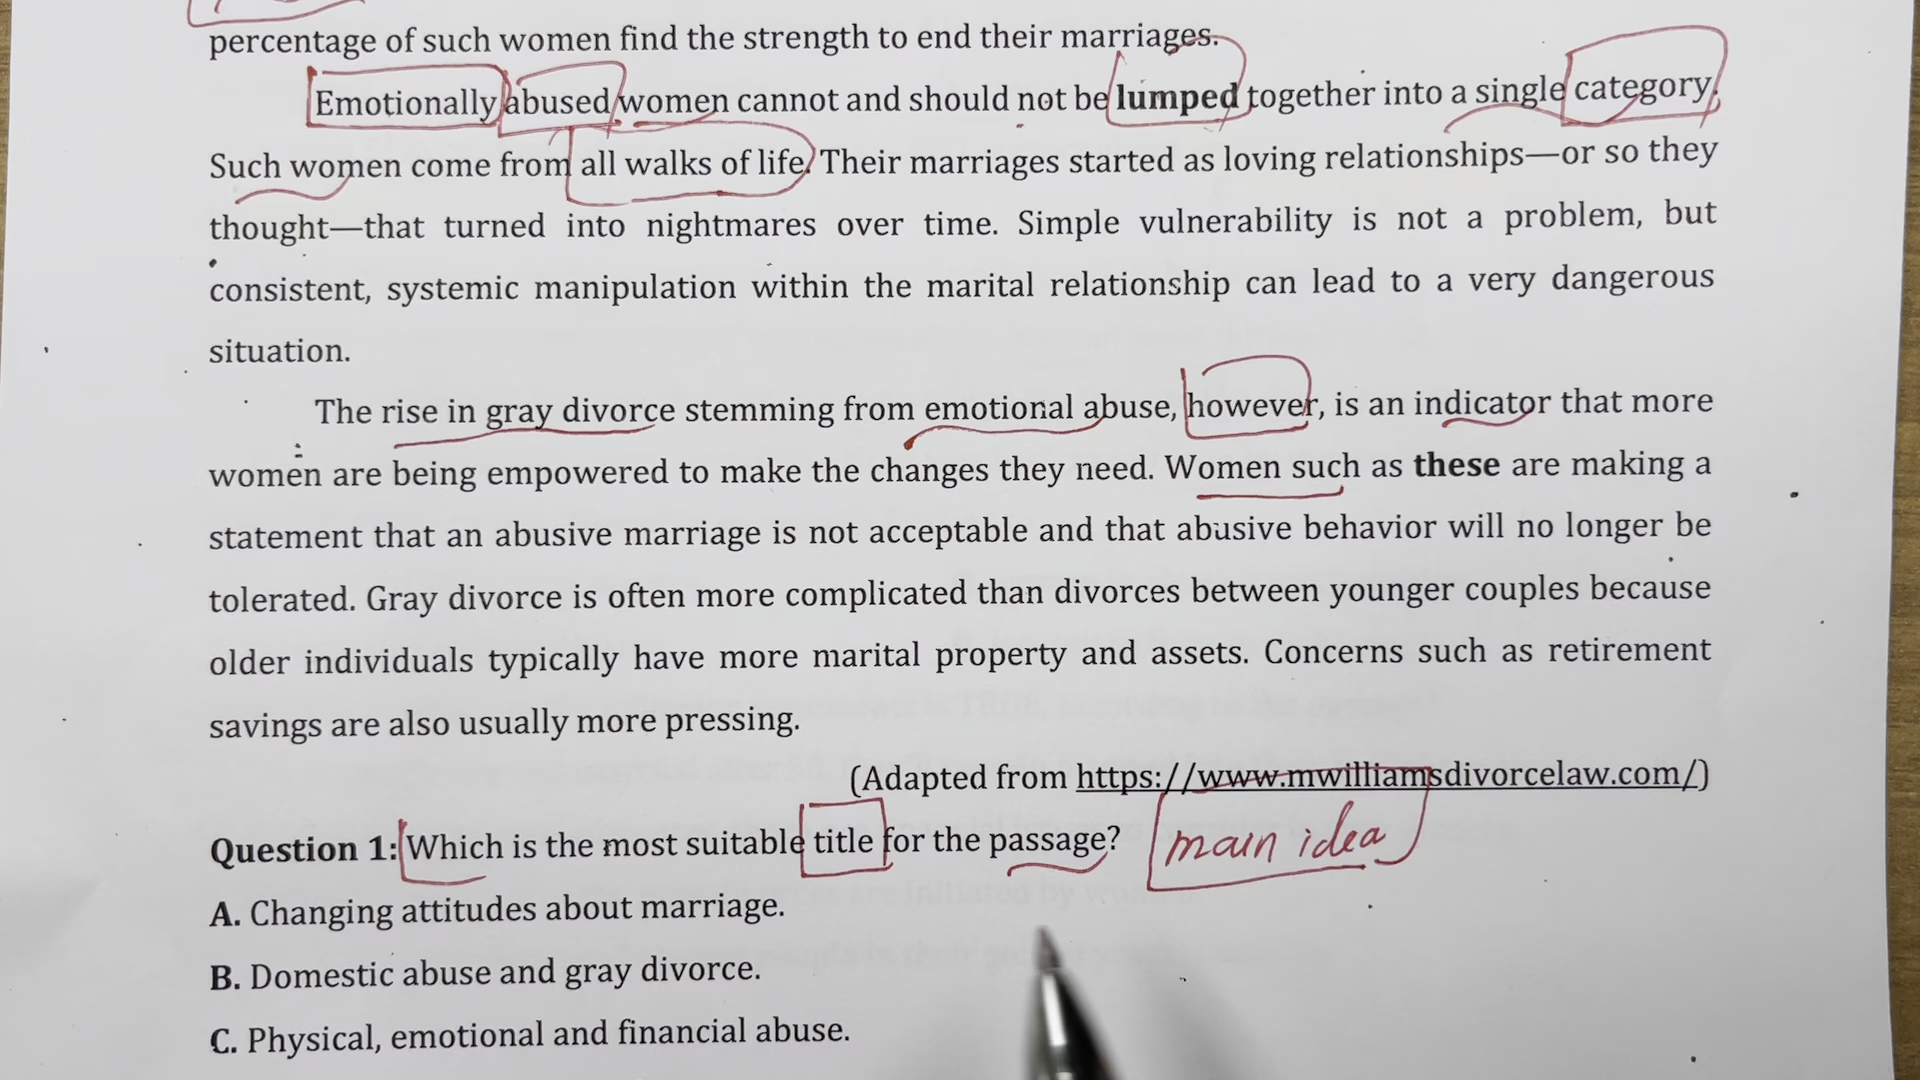 percentage of such women find the strength to end their marriages.
Emotionally abused women cannot and should not be lumped together into a single category.
Such women come from all walks of life. Their marriages started as loving relationships—or so they
thought—that turned into nightmares over time. Simple vulnerability is not a problem, but
consistent, systemic manipulation within the marital relationship can lead to a very dangerous
situation.
The rise in gray divorce stemming from emotional abuse, however, is an indicator that more
women are being empowered to make the changes they need. Women such as these are making a
statement that an abusive marriage is not acceptable and that abusive behavior will no longer be
tolerated. Gray divorce is often more complicated than divorces between younger couples because
older individuals typically have more marital property and assets. Concerns such as retirement
savings are also usually more pressing.
(Adapted from https://www.mwilliamsdivorcelaw.com/)
Question 1: Which is the most suitable title for the passage? main idea
A. Changing attitudes about marriage.
B. Domestic abuse and gray divorce.
C. Physical, emotional and financial abuse.